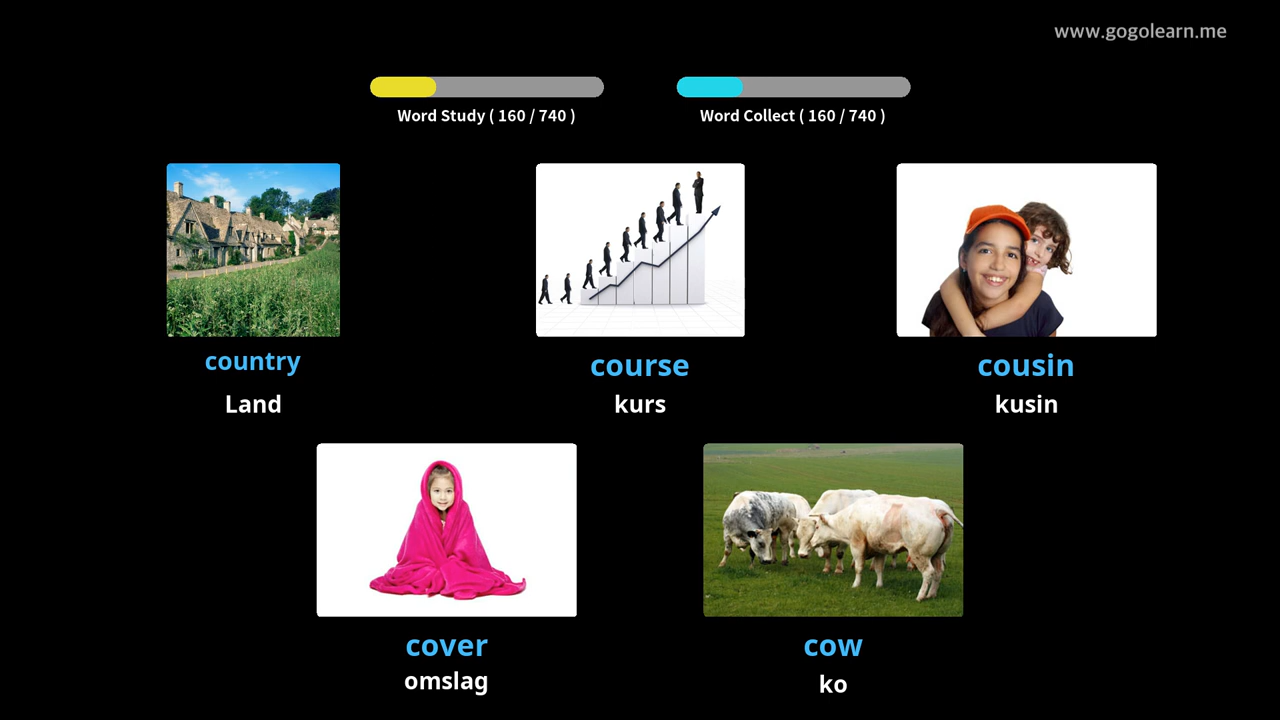 www.gogolearn.me
Word Study ( 160 / 740 )
Word Collect ( 160 / 740 )
country
Land
course
kurs
cousin
kusin
cover
omslag
cow
ko